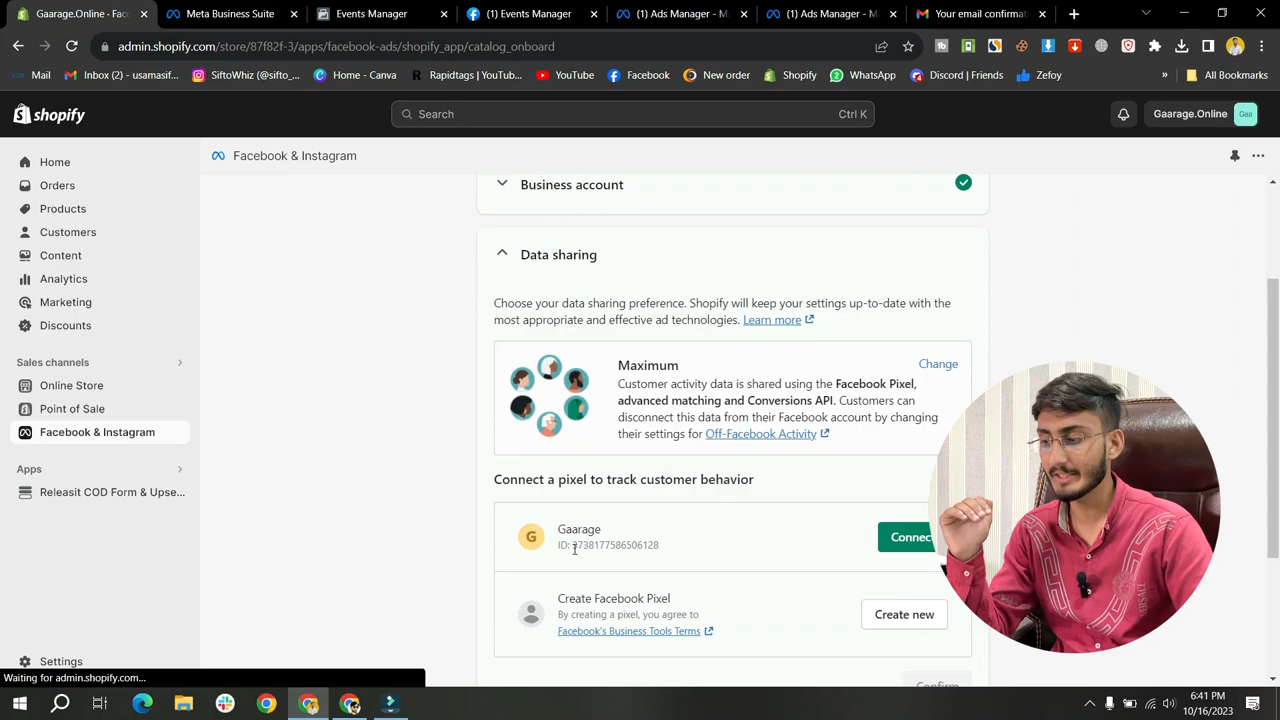 (1) Facebook - Gaarage.Online
Meta Business Suite
Events Manager
(1) Events Manager
(1) Ads Manager - M
(1) Ads Manager - M
Your email confirmat
admin.shopify.com/store/87f82f-3/apps/facebook-ads/shopify_app/catalog_onboard
Mail
Inbox (2) - usamasif...
SiftoWhiz (@sifto_...
Home - Canva
Rapidtags | YouTub...
YouTube
Facebook
New order
Shopify
WhatsApp
Discord | Friends
Zefoy
»
All Bookmarks
shopify
Search
Ctrl K
Gaarage.Online
Gaa
Home
Orders
Products
Customers
Content
Analytics
Marketing
Discounts
Sales channels
Online Store
Point of Sale
Facebook & Instagram
Apps
Releasit COD Form & Upse...
Settings
Facebook & Instagram
Business account
Data sharing
Choose your data sharing preference. Shopify will keep your settings up-to-date with the
most appropriate and effective ad technologies. Learn more
Maximum
Change
Customer activity data is shared using the Facebook Pixel,
advanced matching and Conversions API. Customers can
disconnect this data from their Facebook account by changing
their settings for Off-Facebook Activity
Connect a pixel to track customer behavior
G
Gaarage
ID: 3738177586506128
Connec
Create Facebook Pixel
By creating a pixel, you agree to
Facebook's Business Tools Terms
Create new
Confirm
VERSACE
Waiting for admin.shopify.com...
6:41 PM
10/16/2023